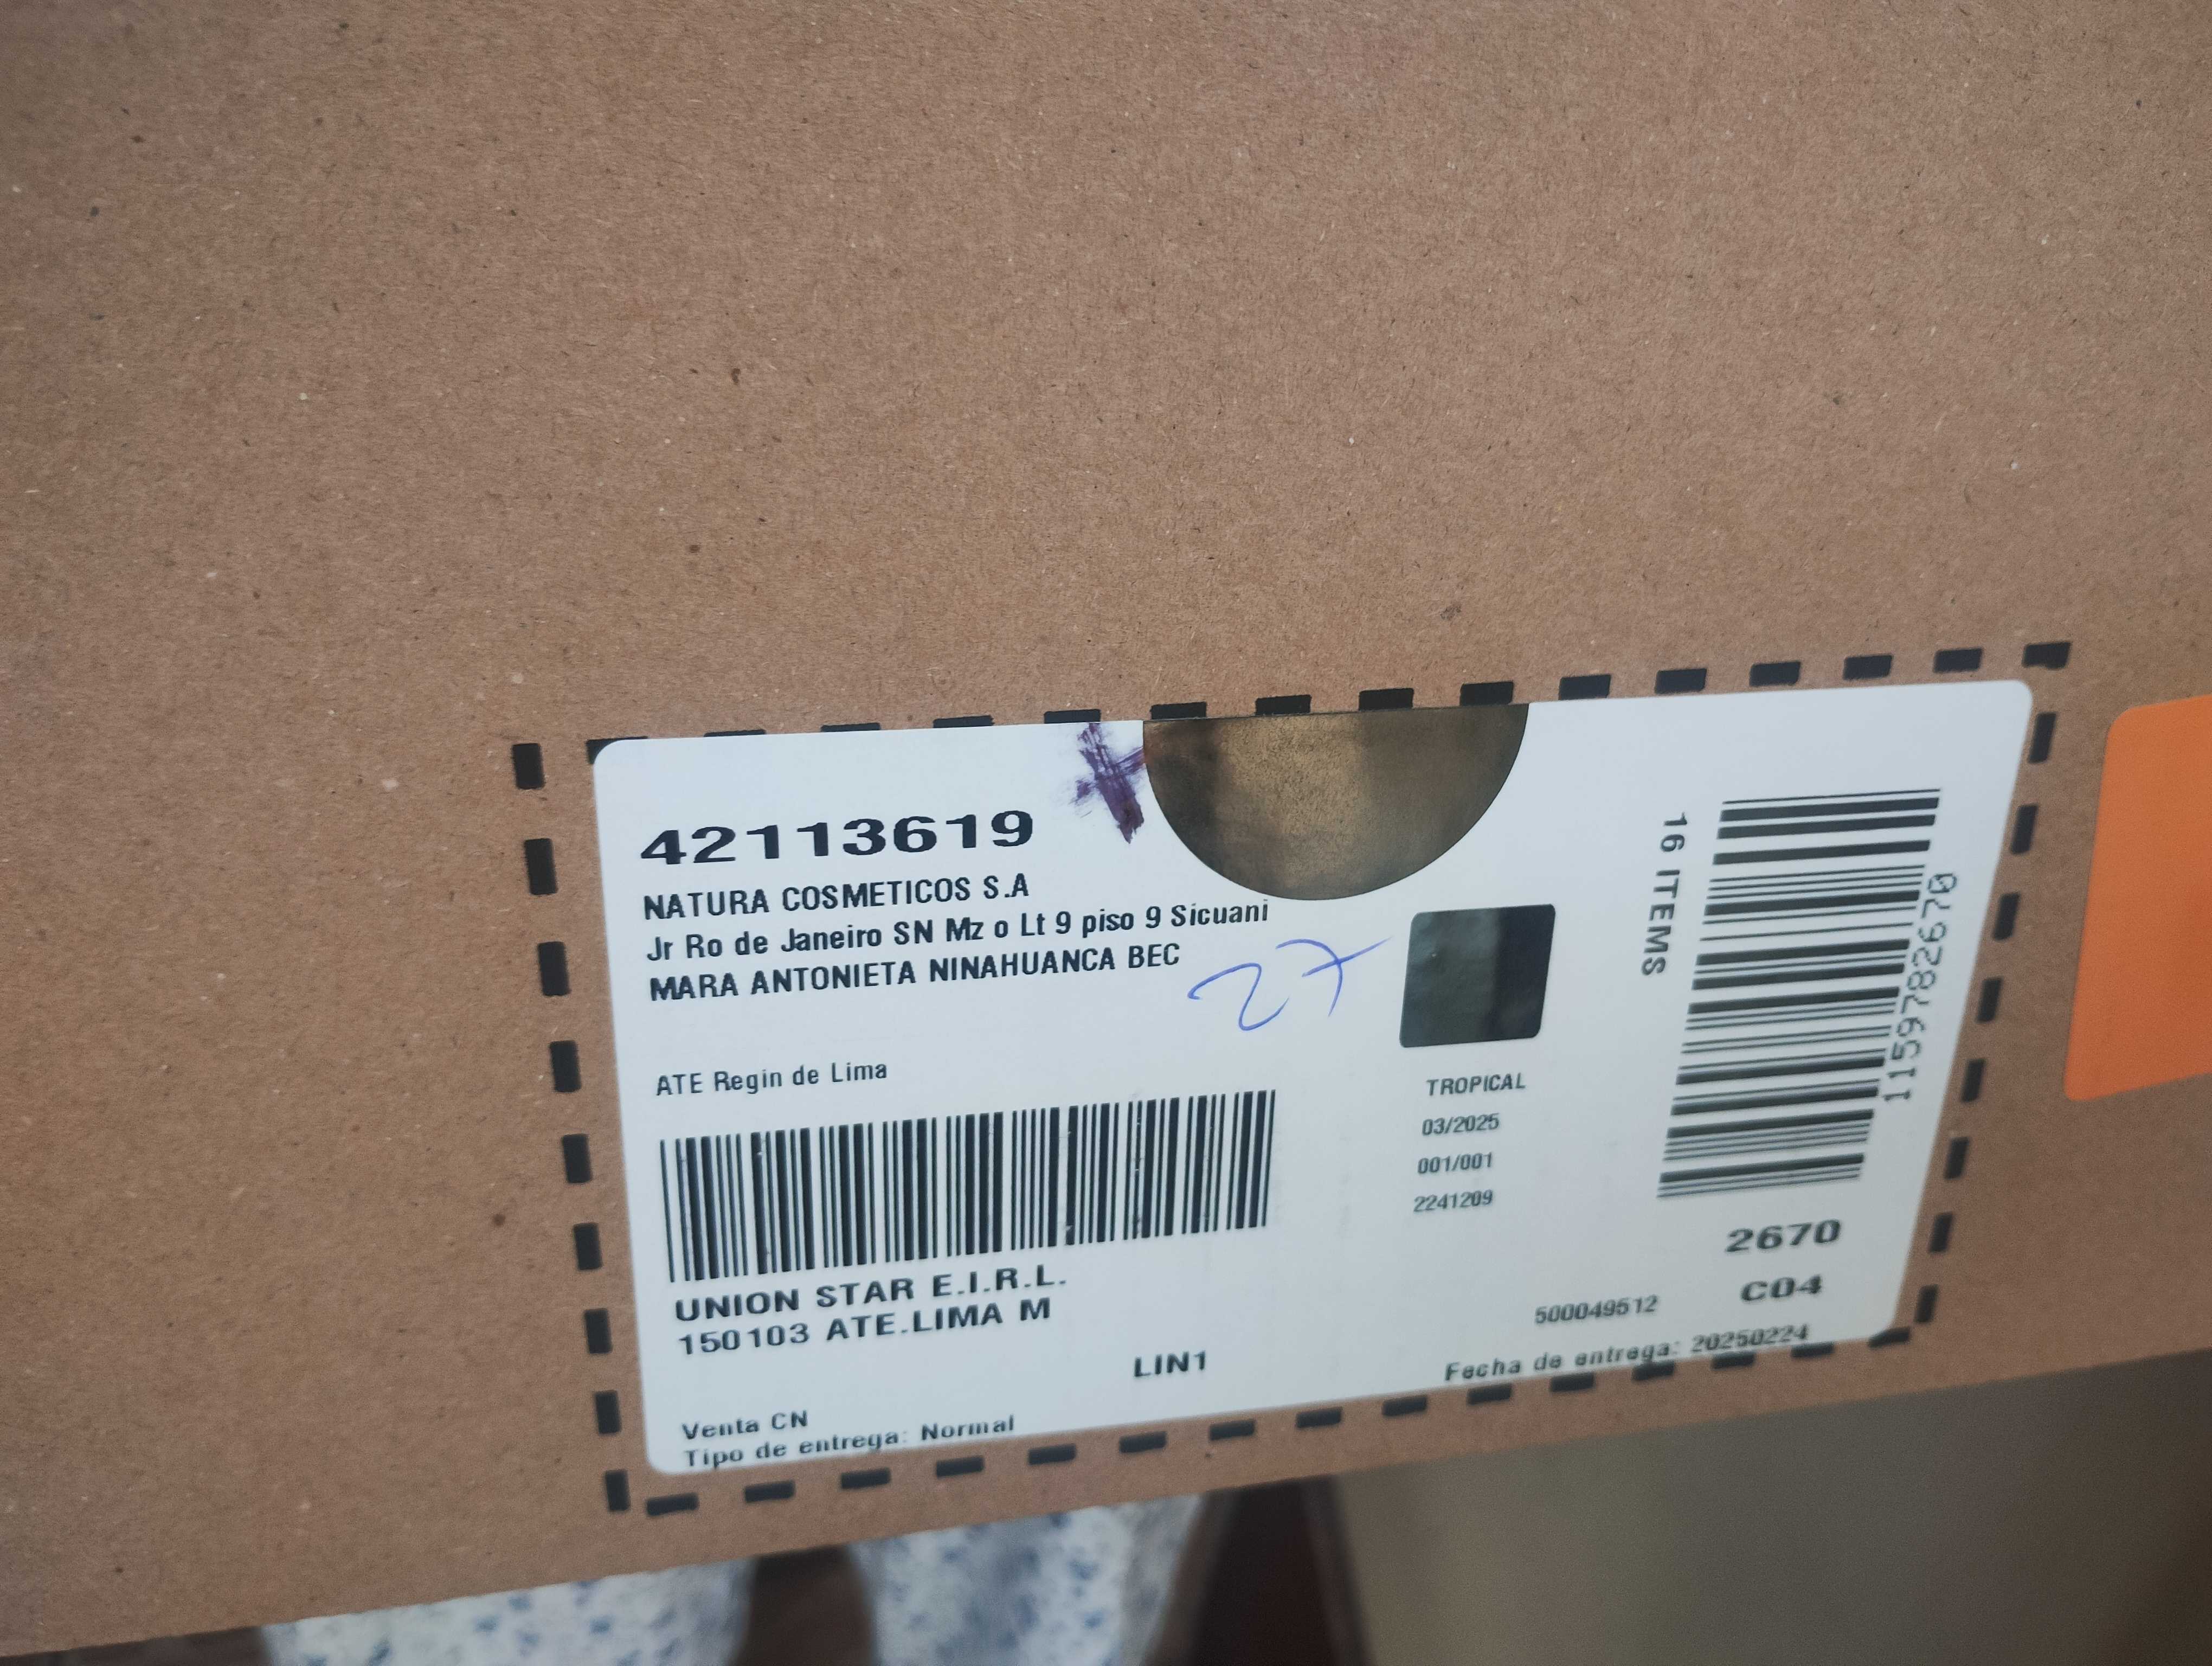 42113619
NATURA COSMETICOS S.A
Jr Ro de Janeiro SN Mz o Lt 9 piso 9 Sicuani
MARA ANTONIETA NINAHUANCA BEC
27
ATE Regin de Lima
UNION STAR E.I.R.L.
150103 ATE.LIMA M
LIN1
Venta CN
Tipo de entrega: Normal
TROPICAL
03/2025
001/001
2241209
16 ITEMS
1159782670
2670
C04
500049512
Fecha de entrega: 20250224